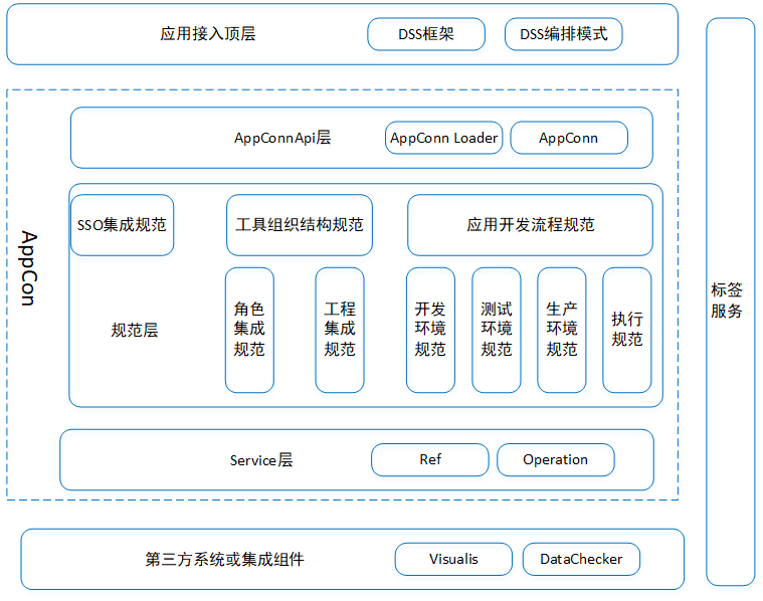 应用接入顶层
DSS框架
DSS编排模式
AppConnApi层
AppConn Loader
AppConn
AppCon
SSO集成规范
工具组织结构规范
应用开发流程规范
规范层
角色
集成
规范
工程
集成
规范
开发
环境
规范
测试
环境
规范
生产
环境
规范
执行
规范
标签
服务
Service层
Ref
Operation
第三方系统或集成组件
Visualis
DataChecker